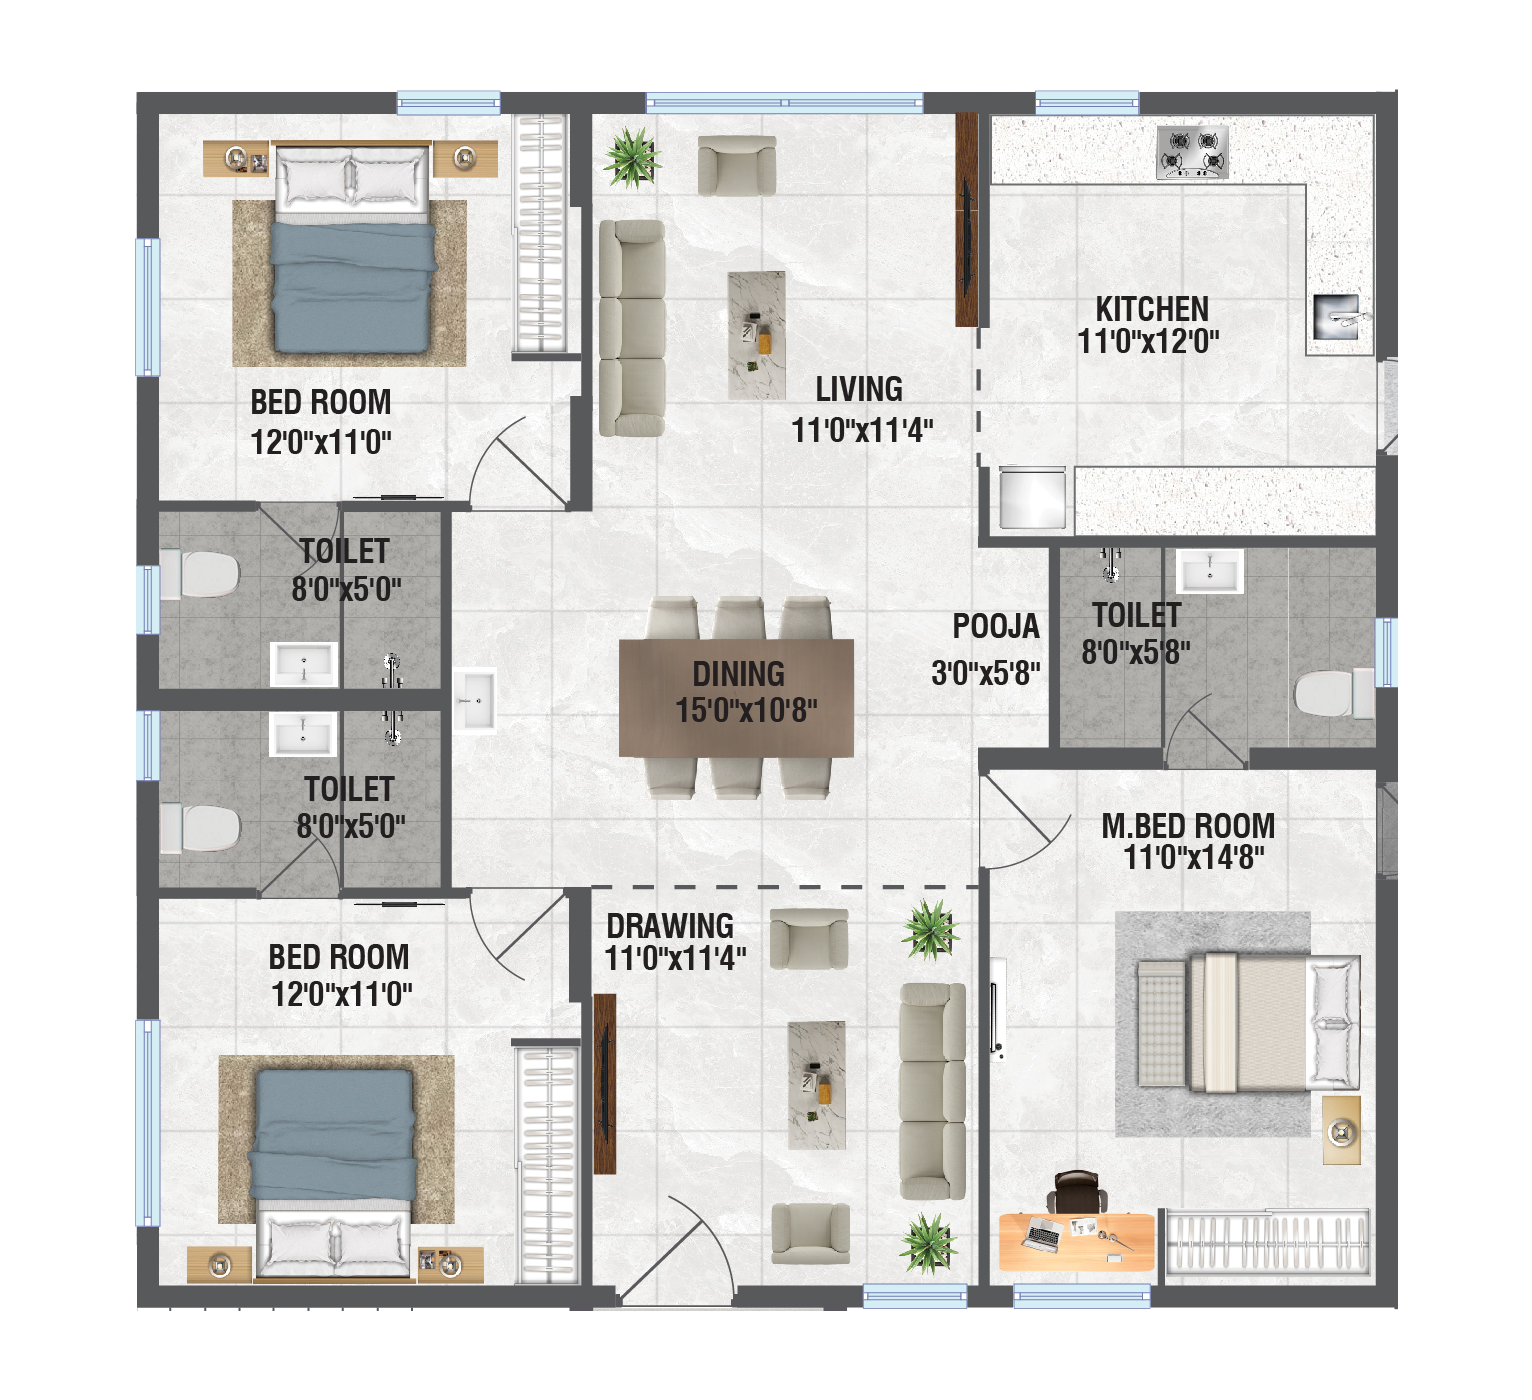 KITCHEN
11'0"x12'0"
LIVING
11'0"x11'4"
BED ROOM
12'0"x11'0"
TOILET
8'0"x5'0"
POOJA
3'0"x5'8"
TOILET
8'0"x5'8"
DINING
15'0"x10'8"
TOILET
8'0"x5'0"
M.BED ROOM
11'0"x14'8"
DRAWING
11'0"x11'4"
BED ROOM
12'0"x11'0"